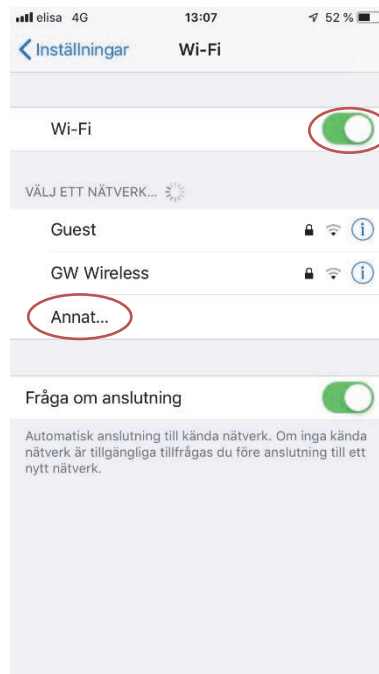 elisa 4G 13:07 52 %
Inställningar Wi-Fi
Wi-Fi
VÄLJ ETT NÄTVERK...
Guest
GW Wireless
Annat...
Fråga om anslutning
Automatisk anslutning till kända nätverk. Om inga kända
nätverk är tillgängliga tillfrågas du före anslutning till ett
nytt nätverk.